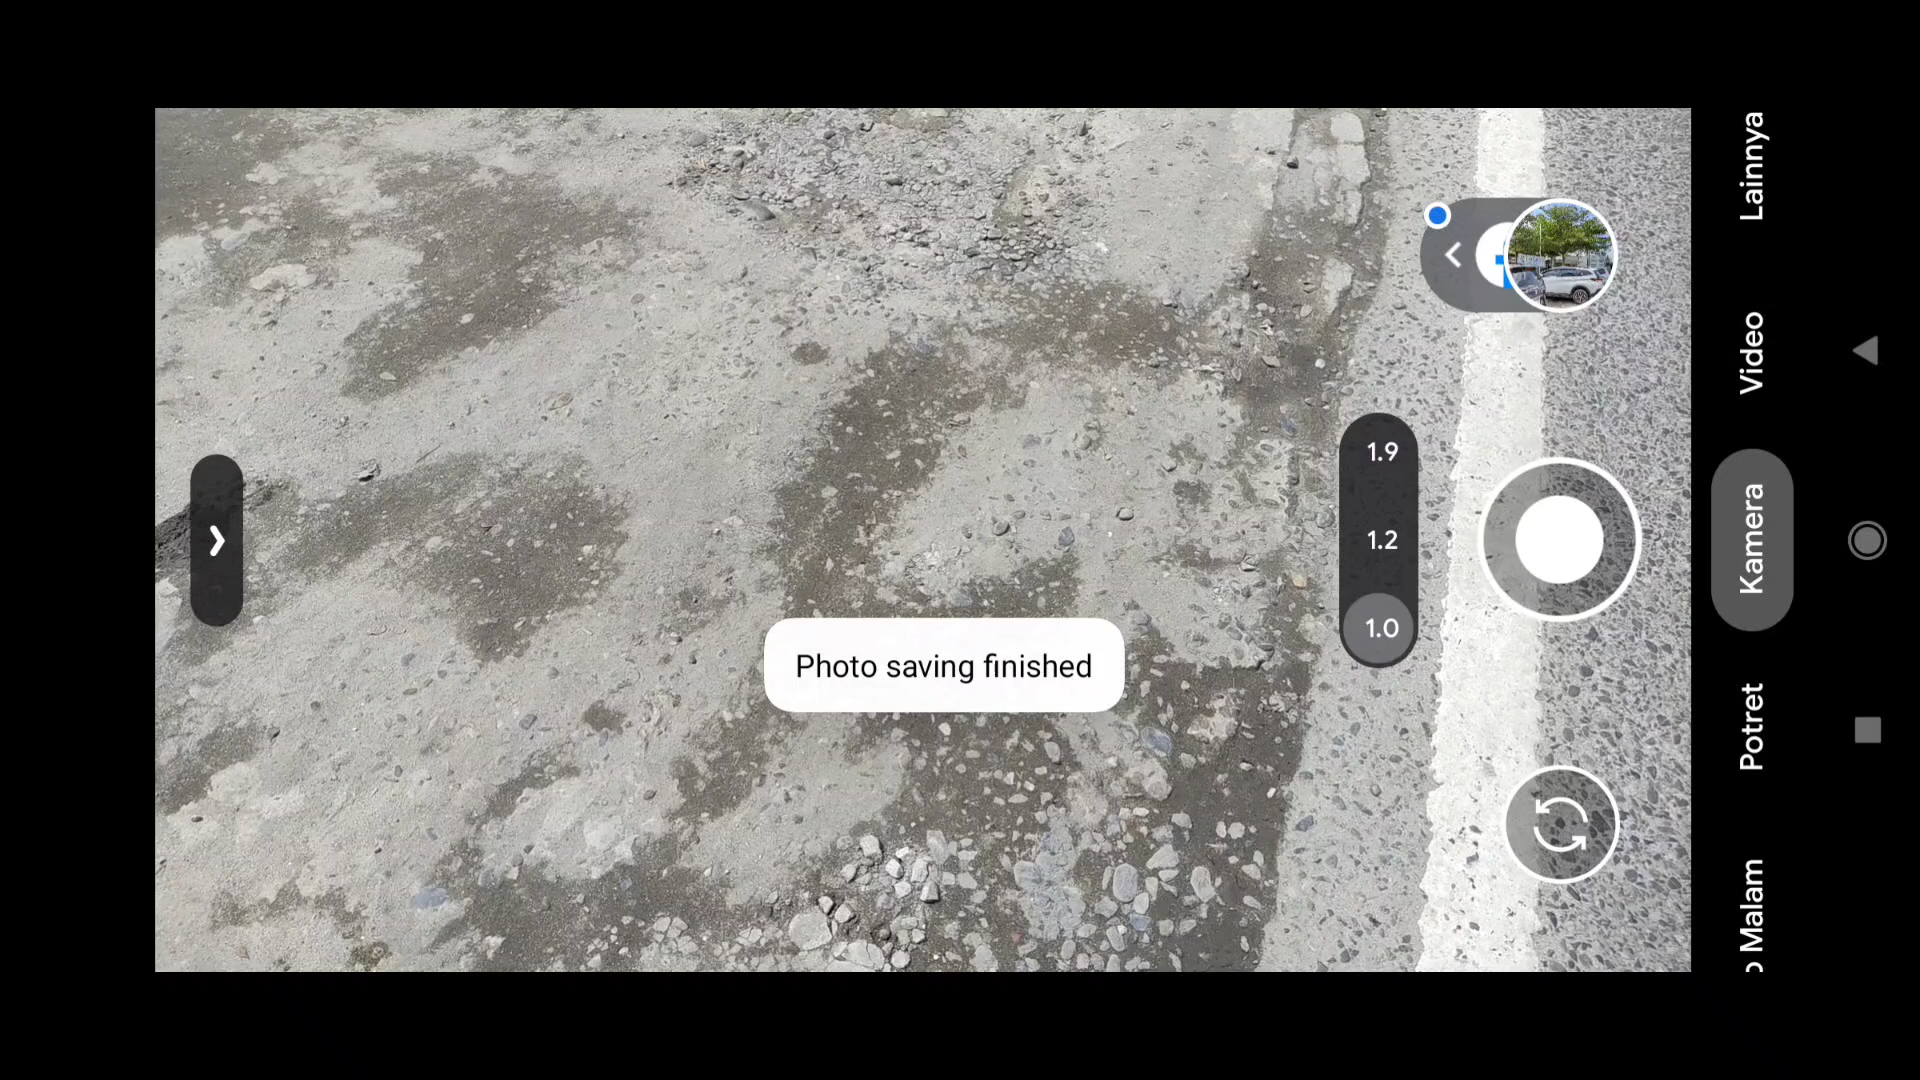 Lainnya
Video
Kamera
Potret
o Malam
1.9
1.2
1.0
Photo saving finished